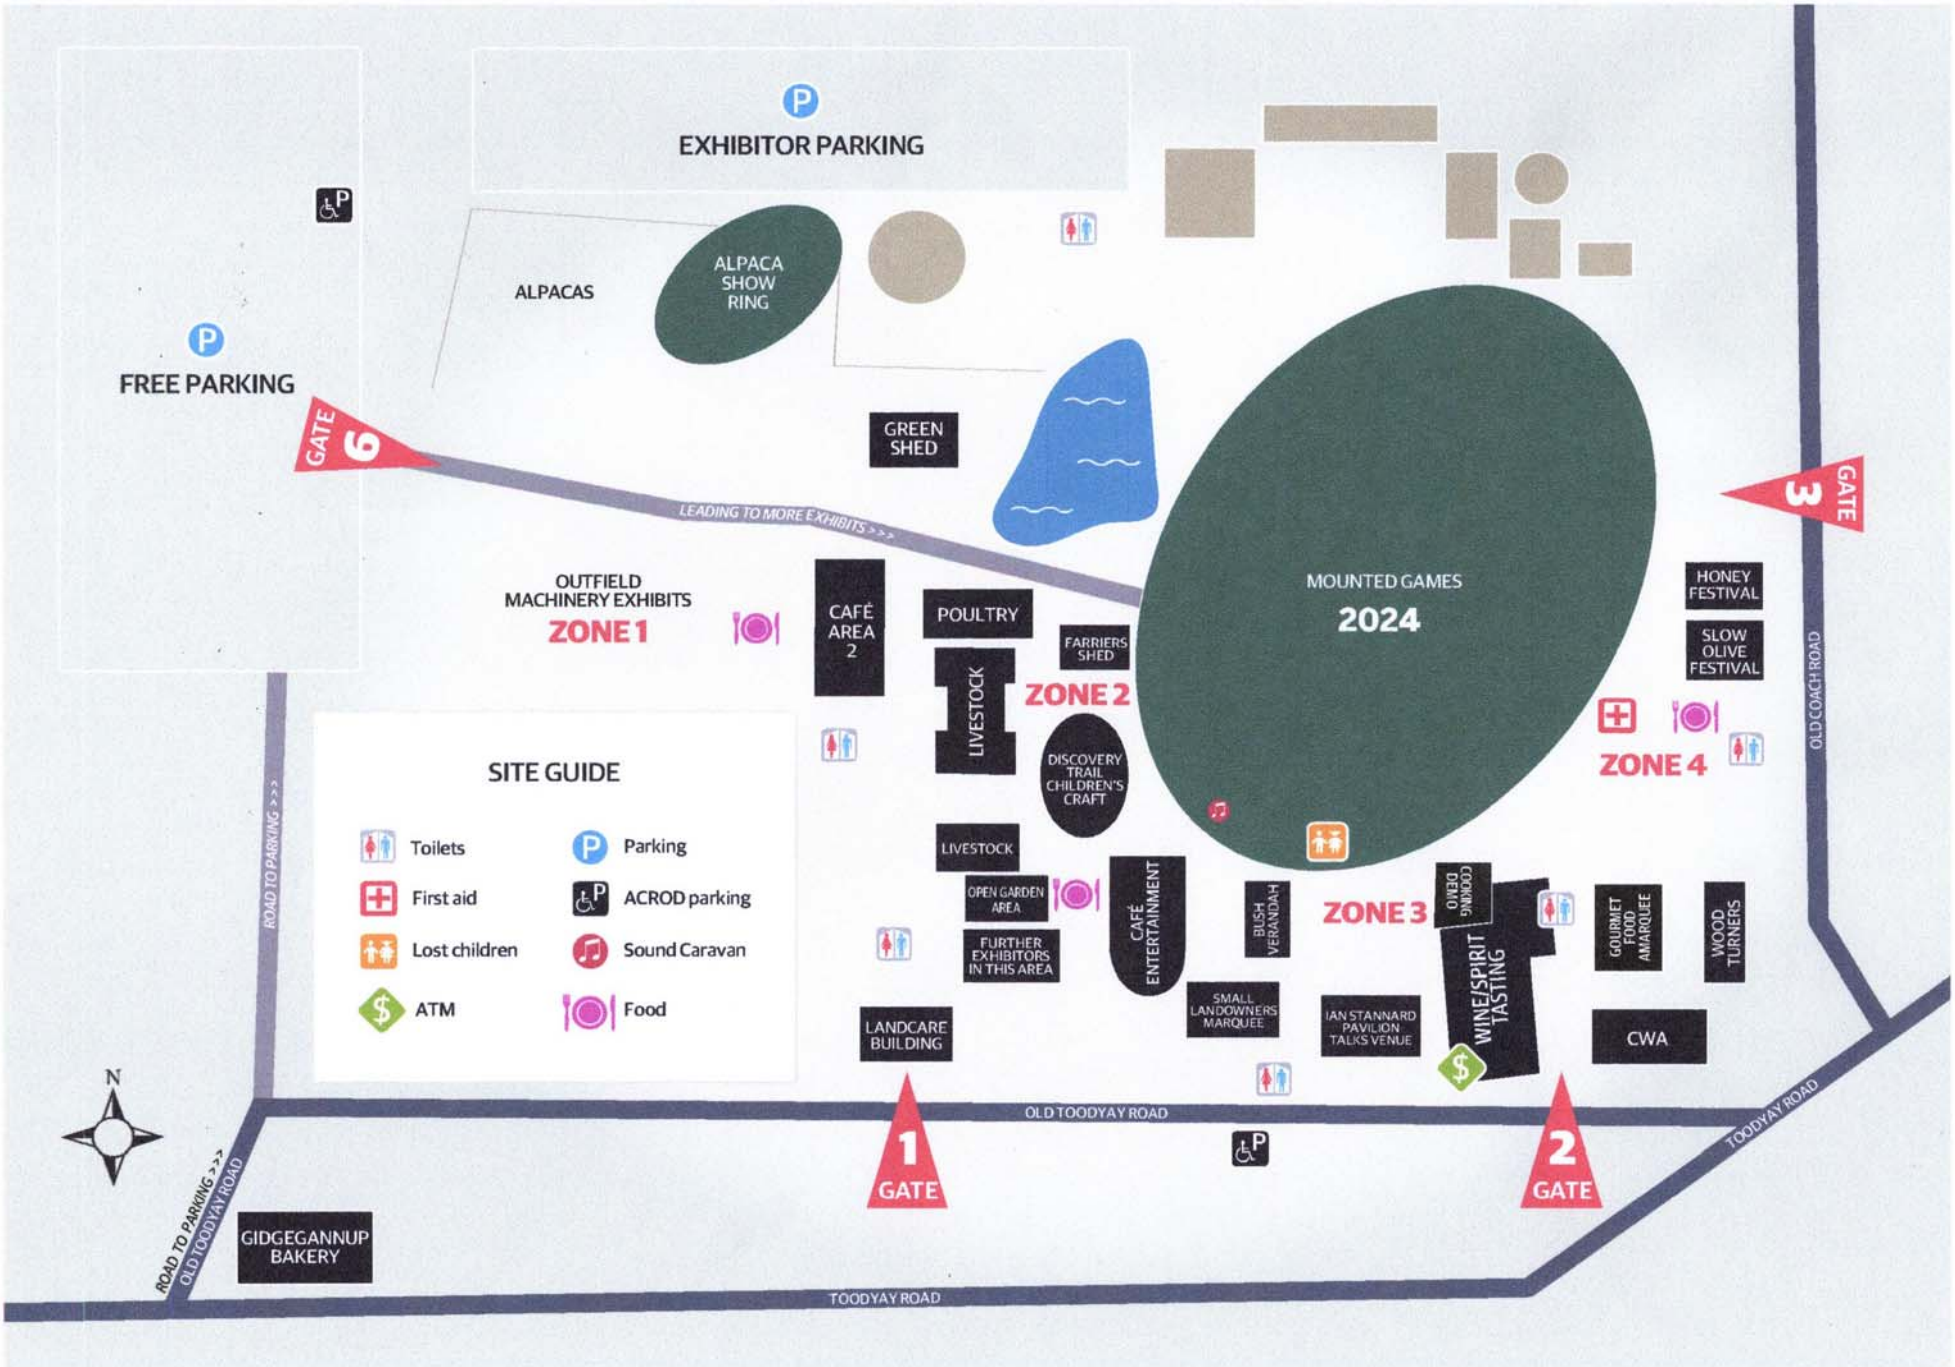 P
EXHIBITOR PARKING
P
ALPACAS
ALPACA
SHOW
RING
P
FREE PARKING
GATE
6
GREEN
SHED
LEADING TO MORE EXHIBITS >>>
GATE
3
OUTFIELD
MACHINERY EXHIBITS
ZONE 1
CAFÉ
AREA
2
POULTRY
FARRIERS
SHED
LIVESTOCK
ZONE 2
DISCOVERY
TRAIL
CHILDREN'S
CRAFT
MOUNTED GAMES
2024
HONEY
FESTIVAL
SLOW
OLIVE
FESTIVAL
ZONE 4
OLD COACH ROAD
ROAD TO PARKING >>>
SITE GUIDE
Toilets
P
Parking
First aid
P
ACROD parking
Lost children
Sound Caravan
$
ATM
Food
LIVESTOCK
OPEN GARDEN
AREA
FURTHER
EXHIBITORS
IN THIS AREA
CAFÉ
ENTERTAINMENT
BUSH
VERANDAH
ZONE 3
COOKING
DEMO
WINE/SPIRIT
TASTING
GOURMET
FOOD
AMARQUEE
WOOD
TURNERS
LANDCARE
BUILDING
SMALL
LANDOWNERS
MARQUEE
IAN STANNARD
PAVILION
TALKS VENUE
$
CWA
N
OLD TOODYAY ROAD
TOODYAY ROAD
1
GATE
P
2
GATE
ROAD TO PARKING >>>
OLD TOODYAY ROAD
GIDGEGANNUP
BAKERY
TOODYAY ROAD